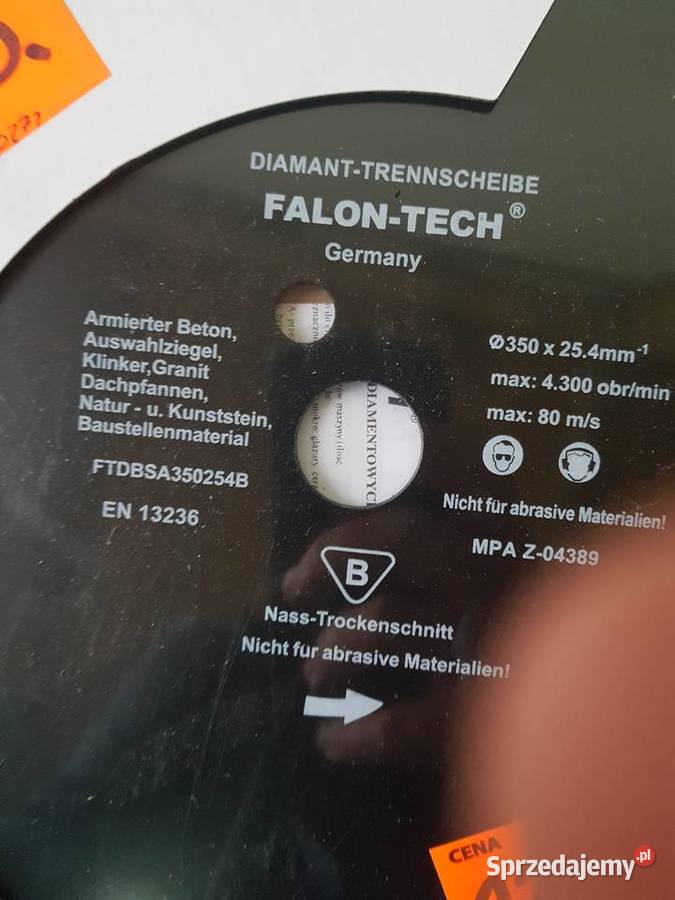 DIAMANT-TRENNSCHEIBE
FALON-TECH®
Germany
Armierter Beton,
Auswahlziegel,
Klinker,Granit
Dachpfannen,
Natur - u. Kunststein,
Baustellenmaterial
FTDBSA350254B
EN 13236
Ø350 x 25.4mm-1
max: 4.300 obr/min
max: 80 m/s
Nicht für abrasive Materialien!
MPA Z-04389
DIAMENTOWYC
B
Nass-Trockenschnitt
Nicht fur abrasive Materialien!
CENA
Sprzedajemy.pl